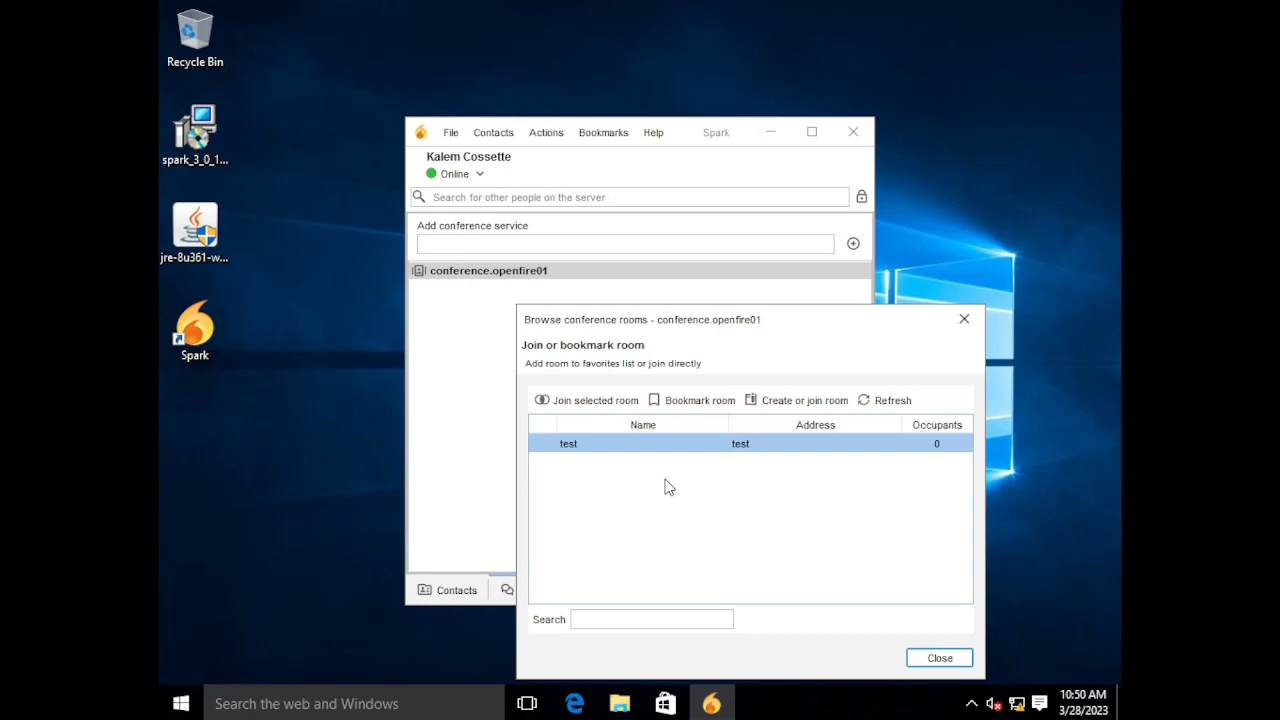 Recycle Bin
spark_3_0_1...
jre-8u361-w...
Spark
File Contacts Actions Bookmarks Help Spark
Kalem Cossette
Online
Search for other people on the server
Add conference service
conference.openfire01
Contacts
Browse conference rooms - conference.openfire01
Join or bookmark room
Add room to favorites list or join directly
Join selected room Bookmark room Create or join room Refresh
Name Address Occupants
test test 0
Search
Close
Search the web and Windows
10:50 AM
3/28/2023